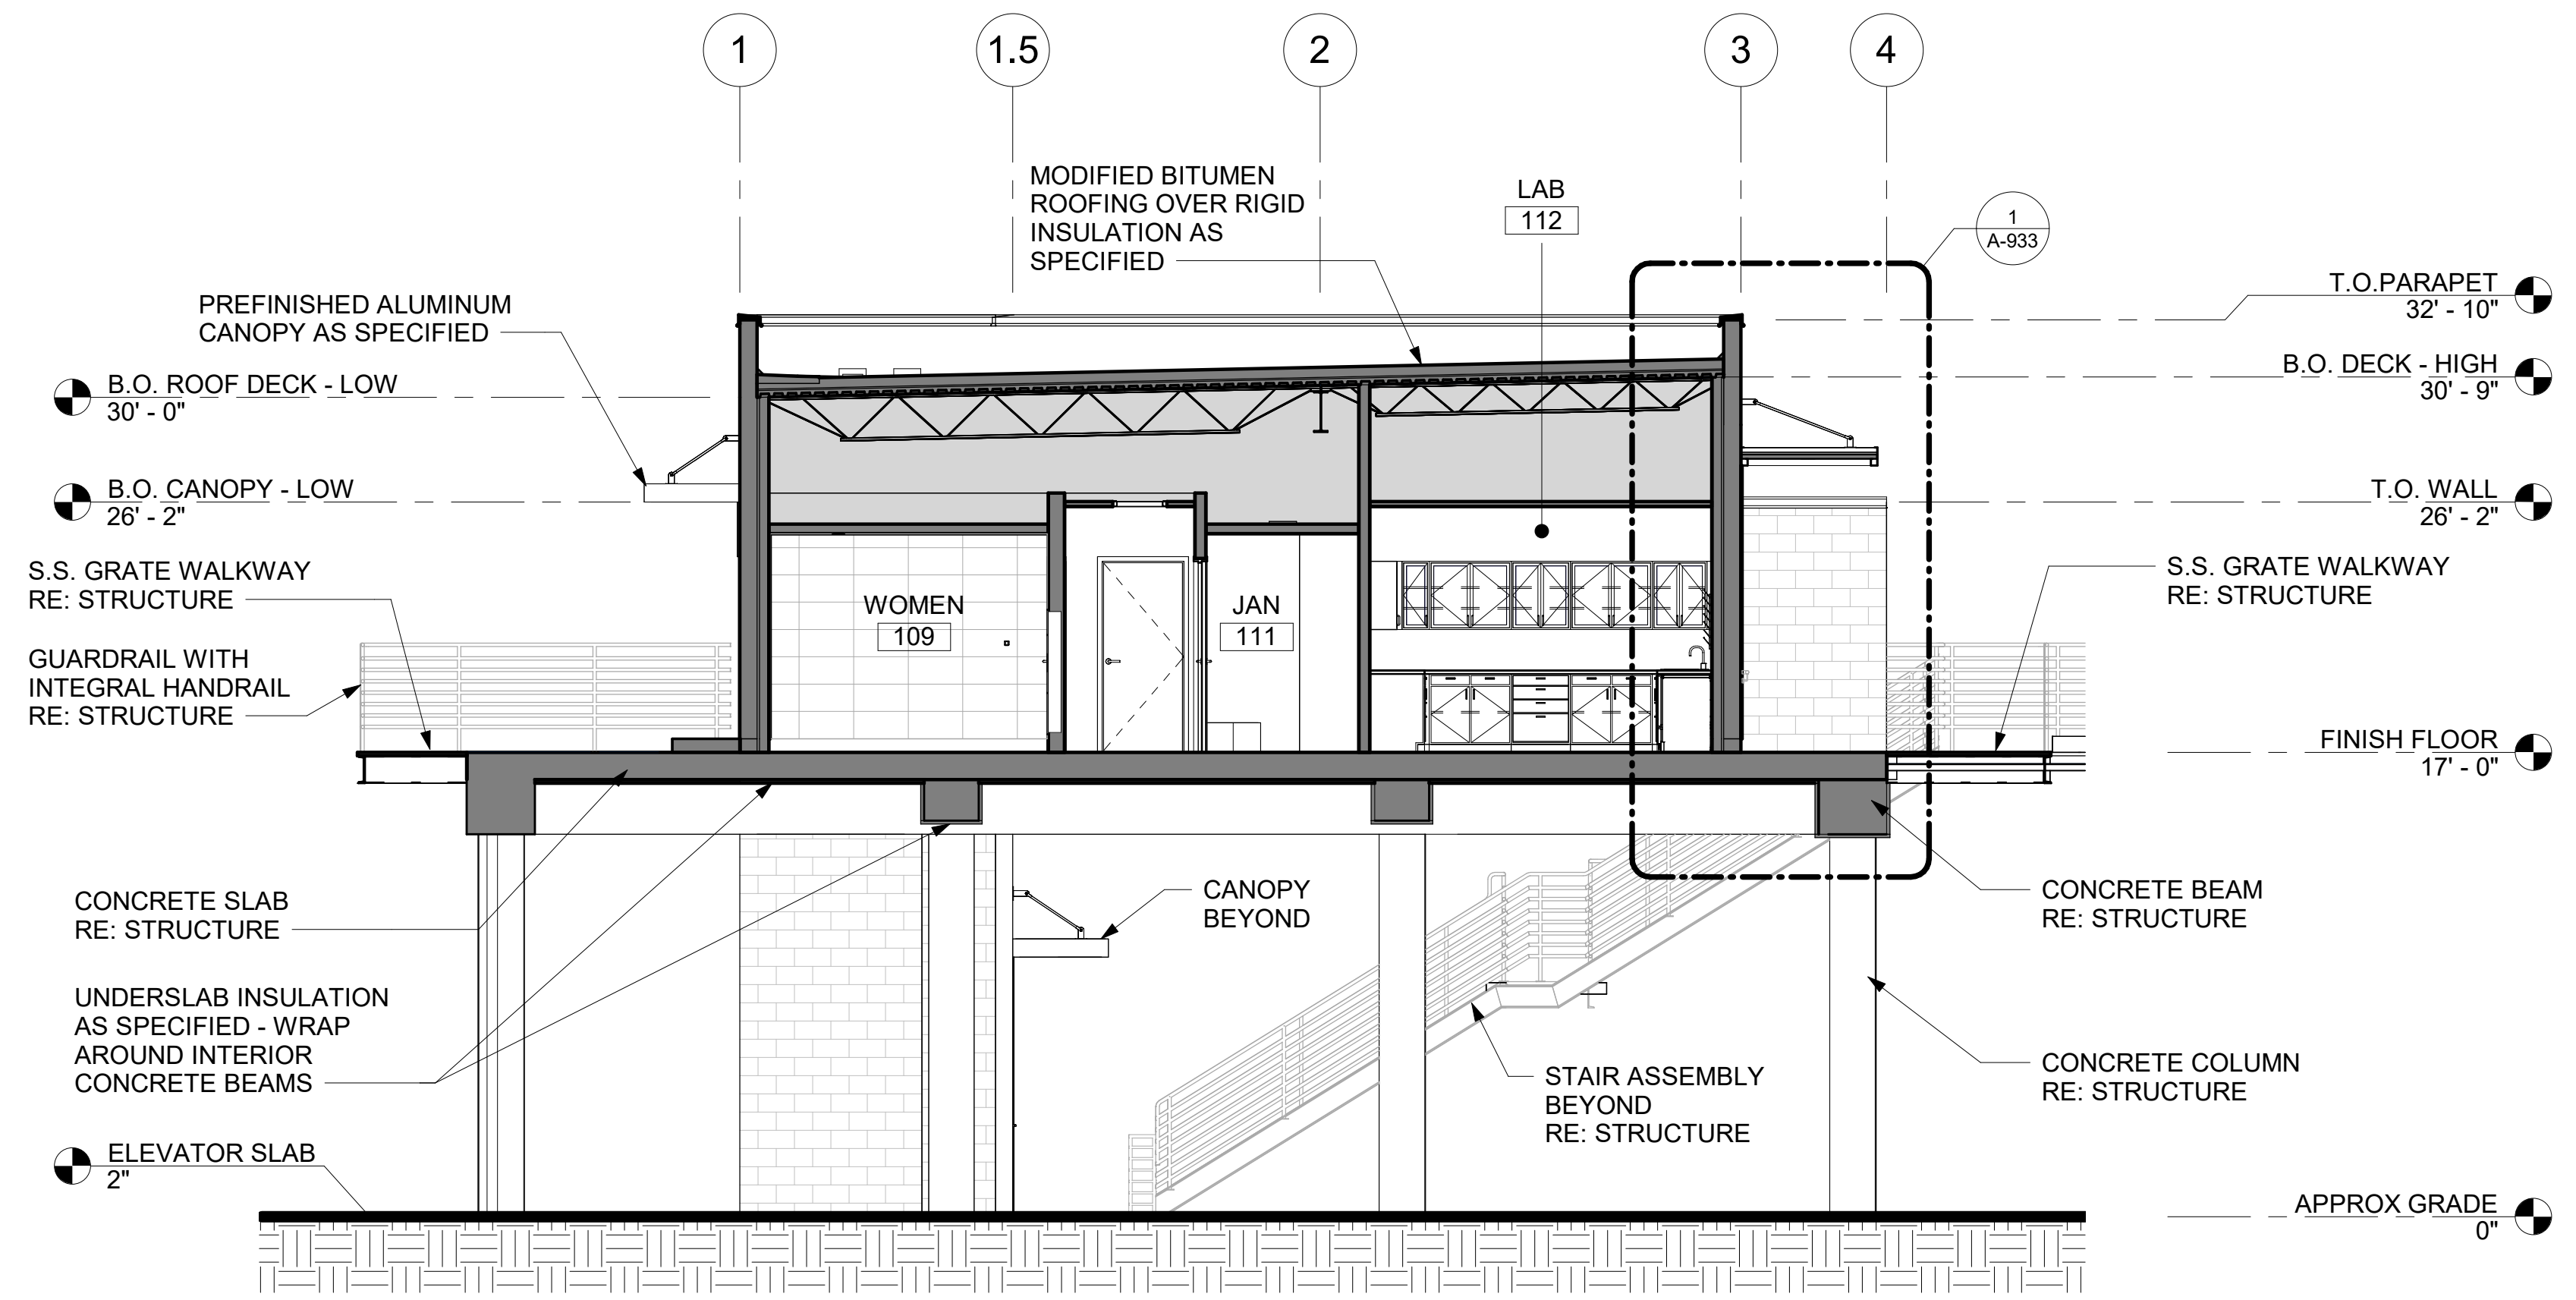 1
1.5
2
3
4
MODIFIED BITUMEN
ROOFING OVER RIGID
INSULATION AS
SPECIFIED
LAB
112
1
A-933
PREFINISHED ALUMINUM
CANOPY AS SPECIFIED
T.O.PARAPET
32' - 10"
B.O. ROOF DECK - LOW
30' - 0"
B.O. DECK - HIGH
30' - 9"
B.O. CANOPY - LOW
26' - 2"
T.O. WALL
26' - 2"
S.S. GRATE WALKWAY
RE: STRUCTURE
S.S. GRATE WALKWAY
RE: STRUCTURE
WOMEN
109
JAN
111
GUARDRAIL WITH
INTEGRAL HANDRAIL
RE: STRUCTURE
FINISH FLOOR
17' - 0"
CONCRETE SLAB
RE: STRUCTURE
CANOPY
BEYOND
CONCRETE BEAM
RE: STRUCTURE
UNDERSLAB INSULATION
AS SPECIFIED - WRAP
AROUND INTERIOR
CONCRETE BEAMS
STAIR ASSEMBLY
BEYOND
RE: STRUCTURE
CONCRETE COLUMN
RE: STRUCTURE
ELEVATOR SLAB
2"
APPROX GRADE
0"